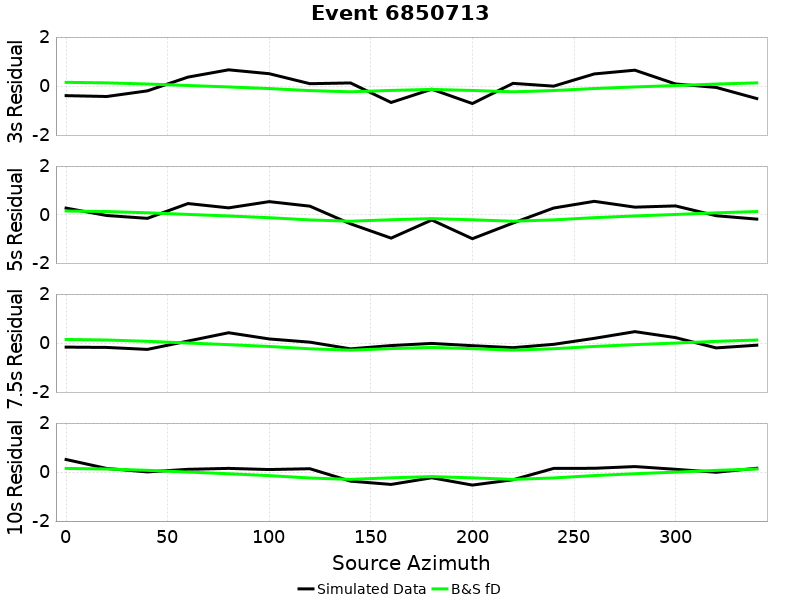 Event 6850713
3s Residual
2
0
-2
5s Residual
2
0
-2
7.5s Residual
2
0
-2
10s Residual
2
0
-2
0 50 100 150 200 250 300
Source Azimuth
Simulated Data B&S fD